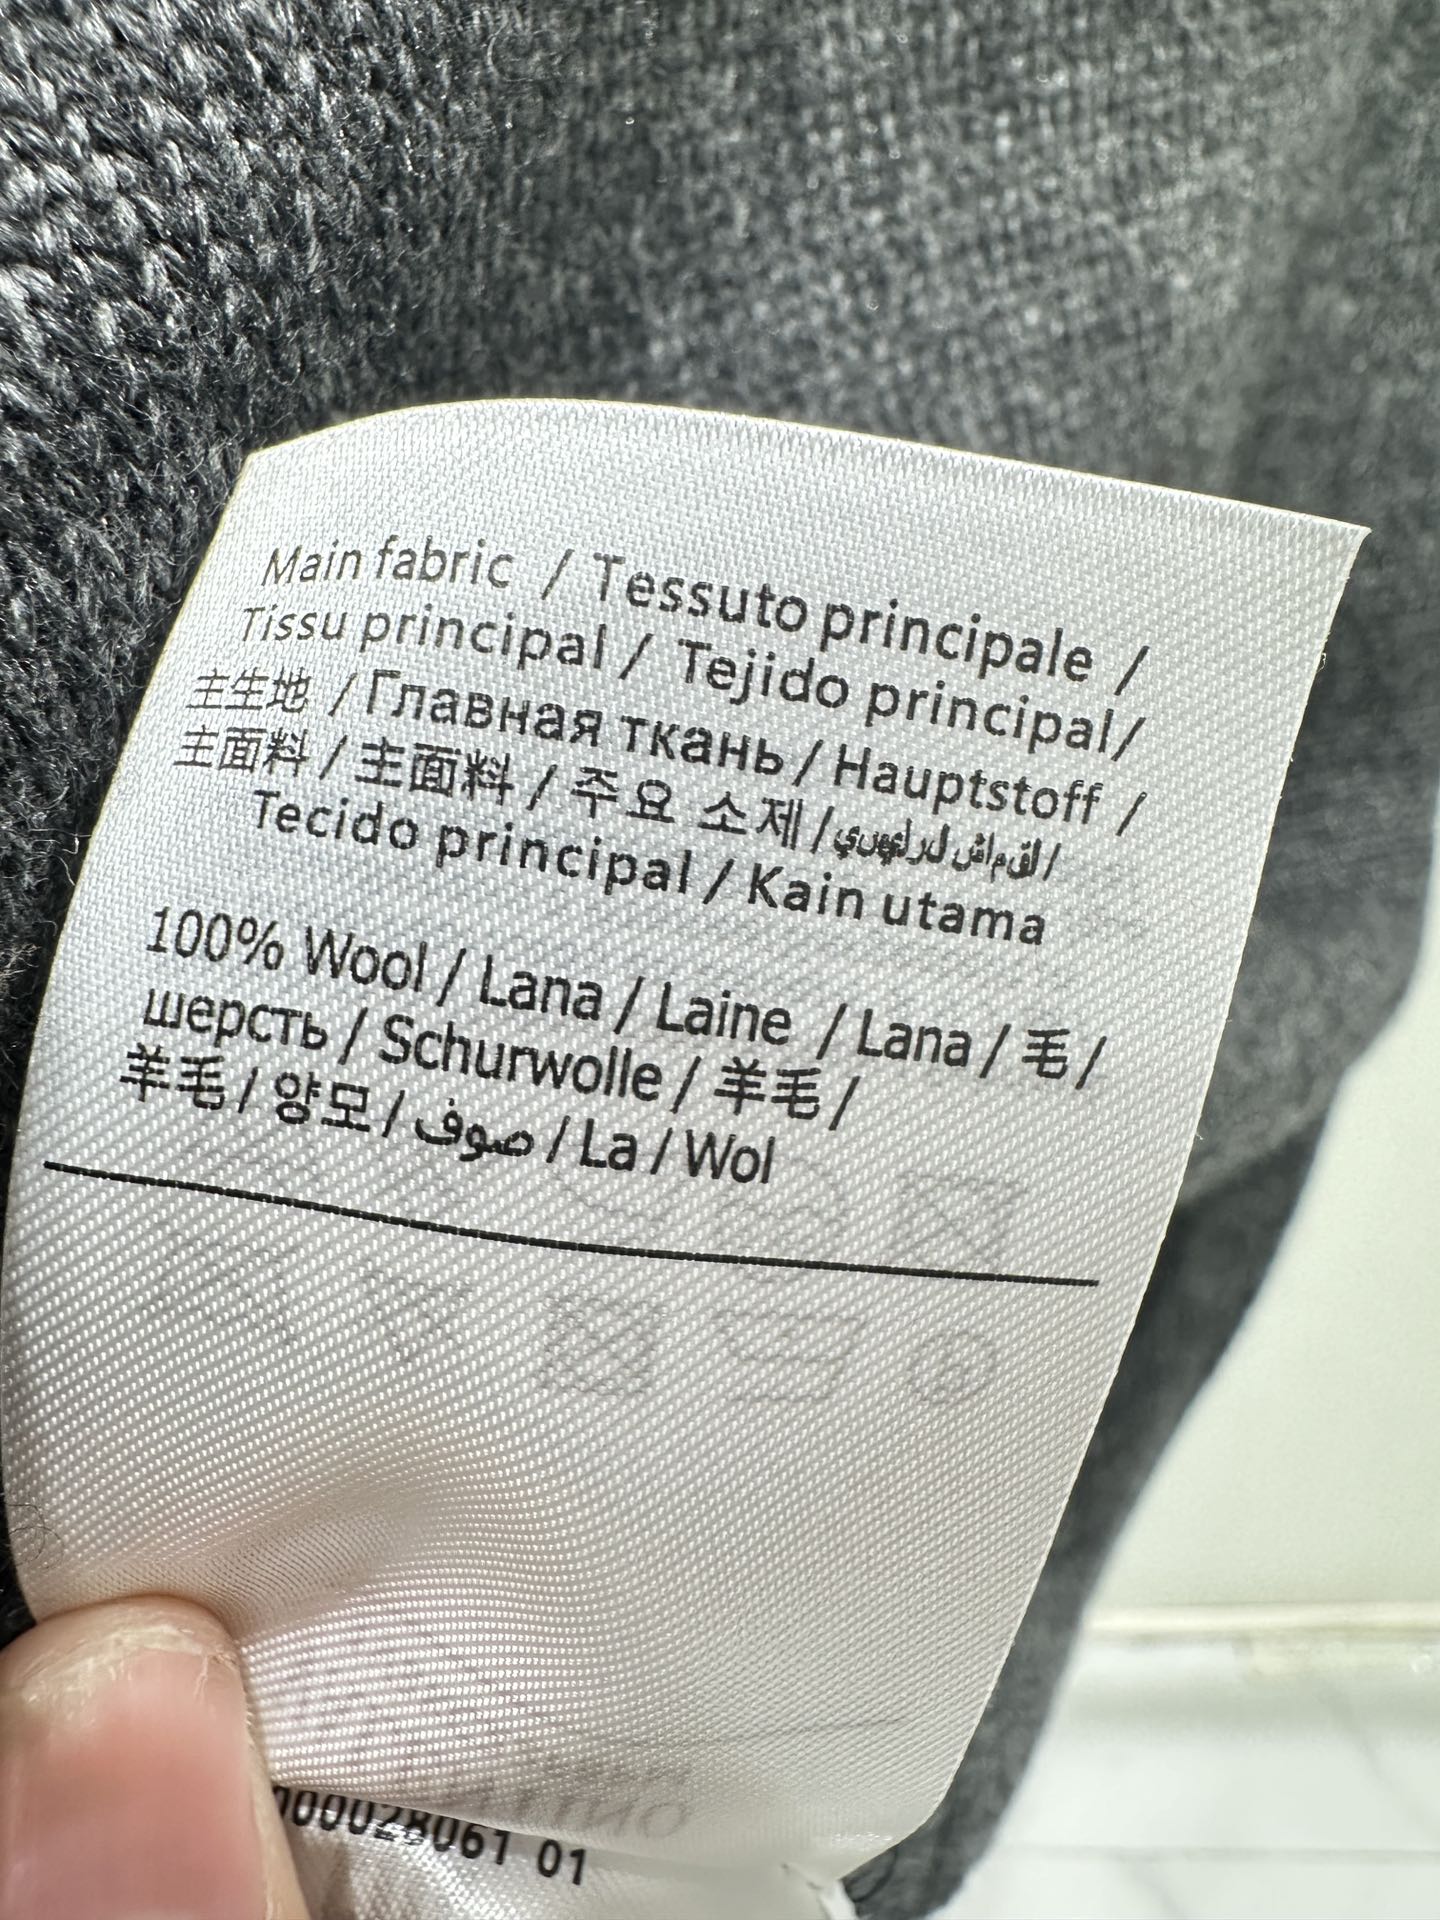 Main fabric / Tessuto principale /
Tissu principal / Tejido principal/
主生地 /Главная ткань / Hauptstoff /
主面料 / 主面料 / 주요 소제 /
Tecido principal / Kain utama
100% Wool / Lana / Laine / Lana / 毛 /
шерсть / Schurwolle / 羊毛 /
羊毛 / 양모 / صوف / La / Wol
00028061 01